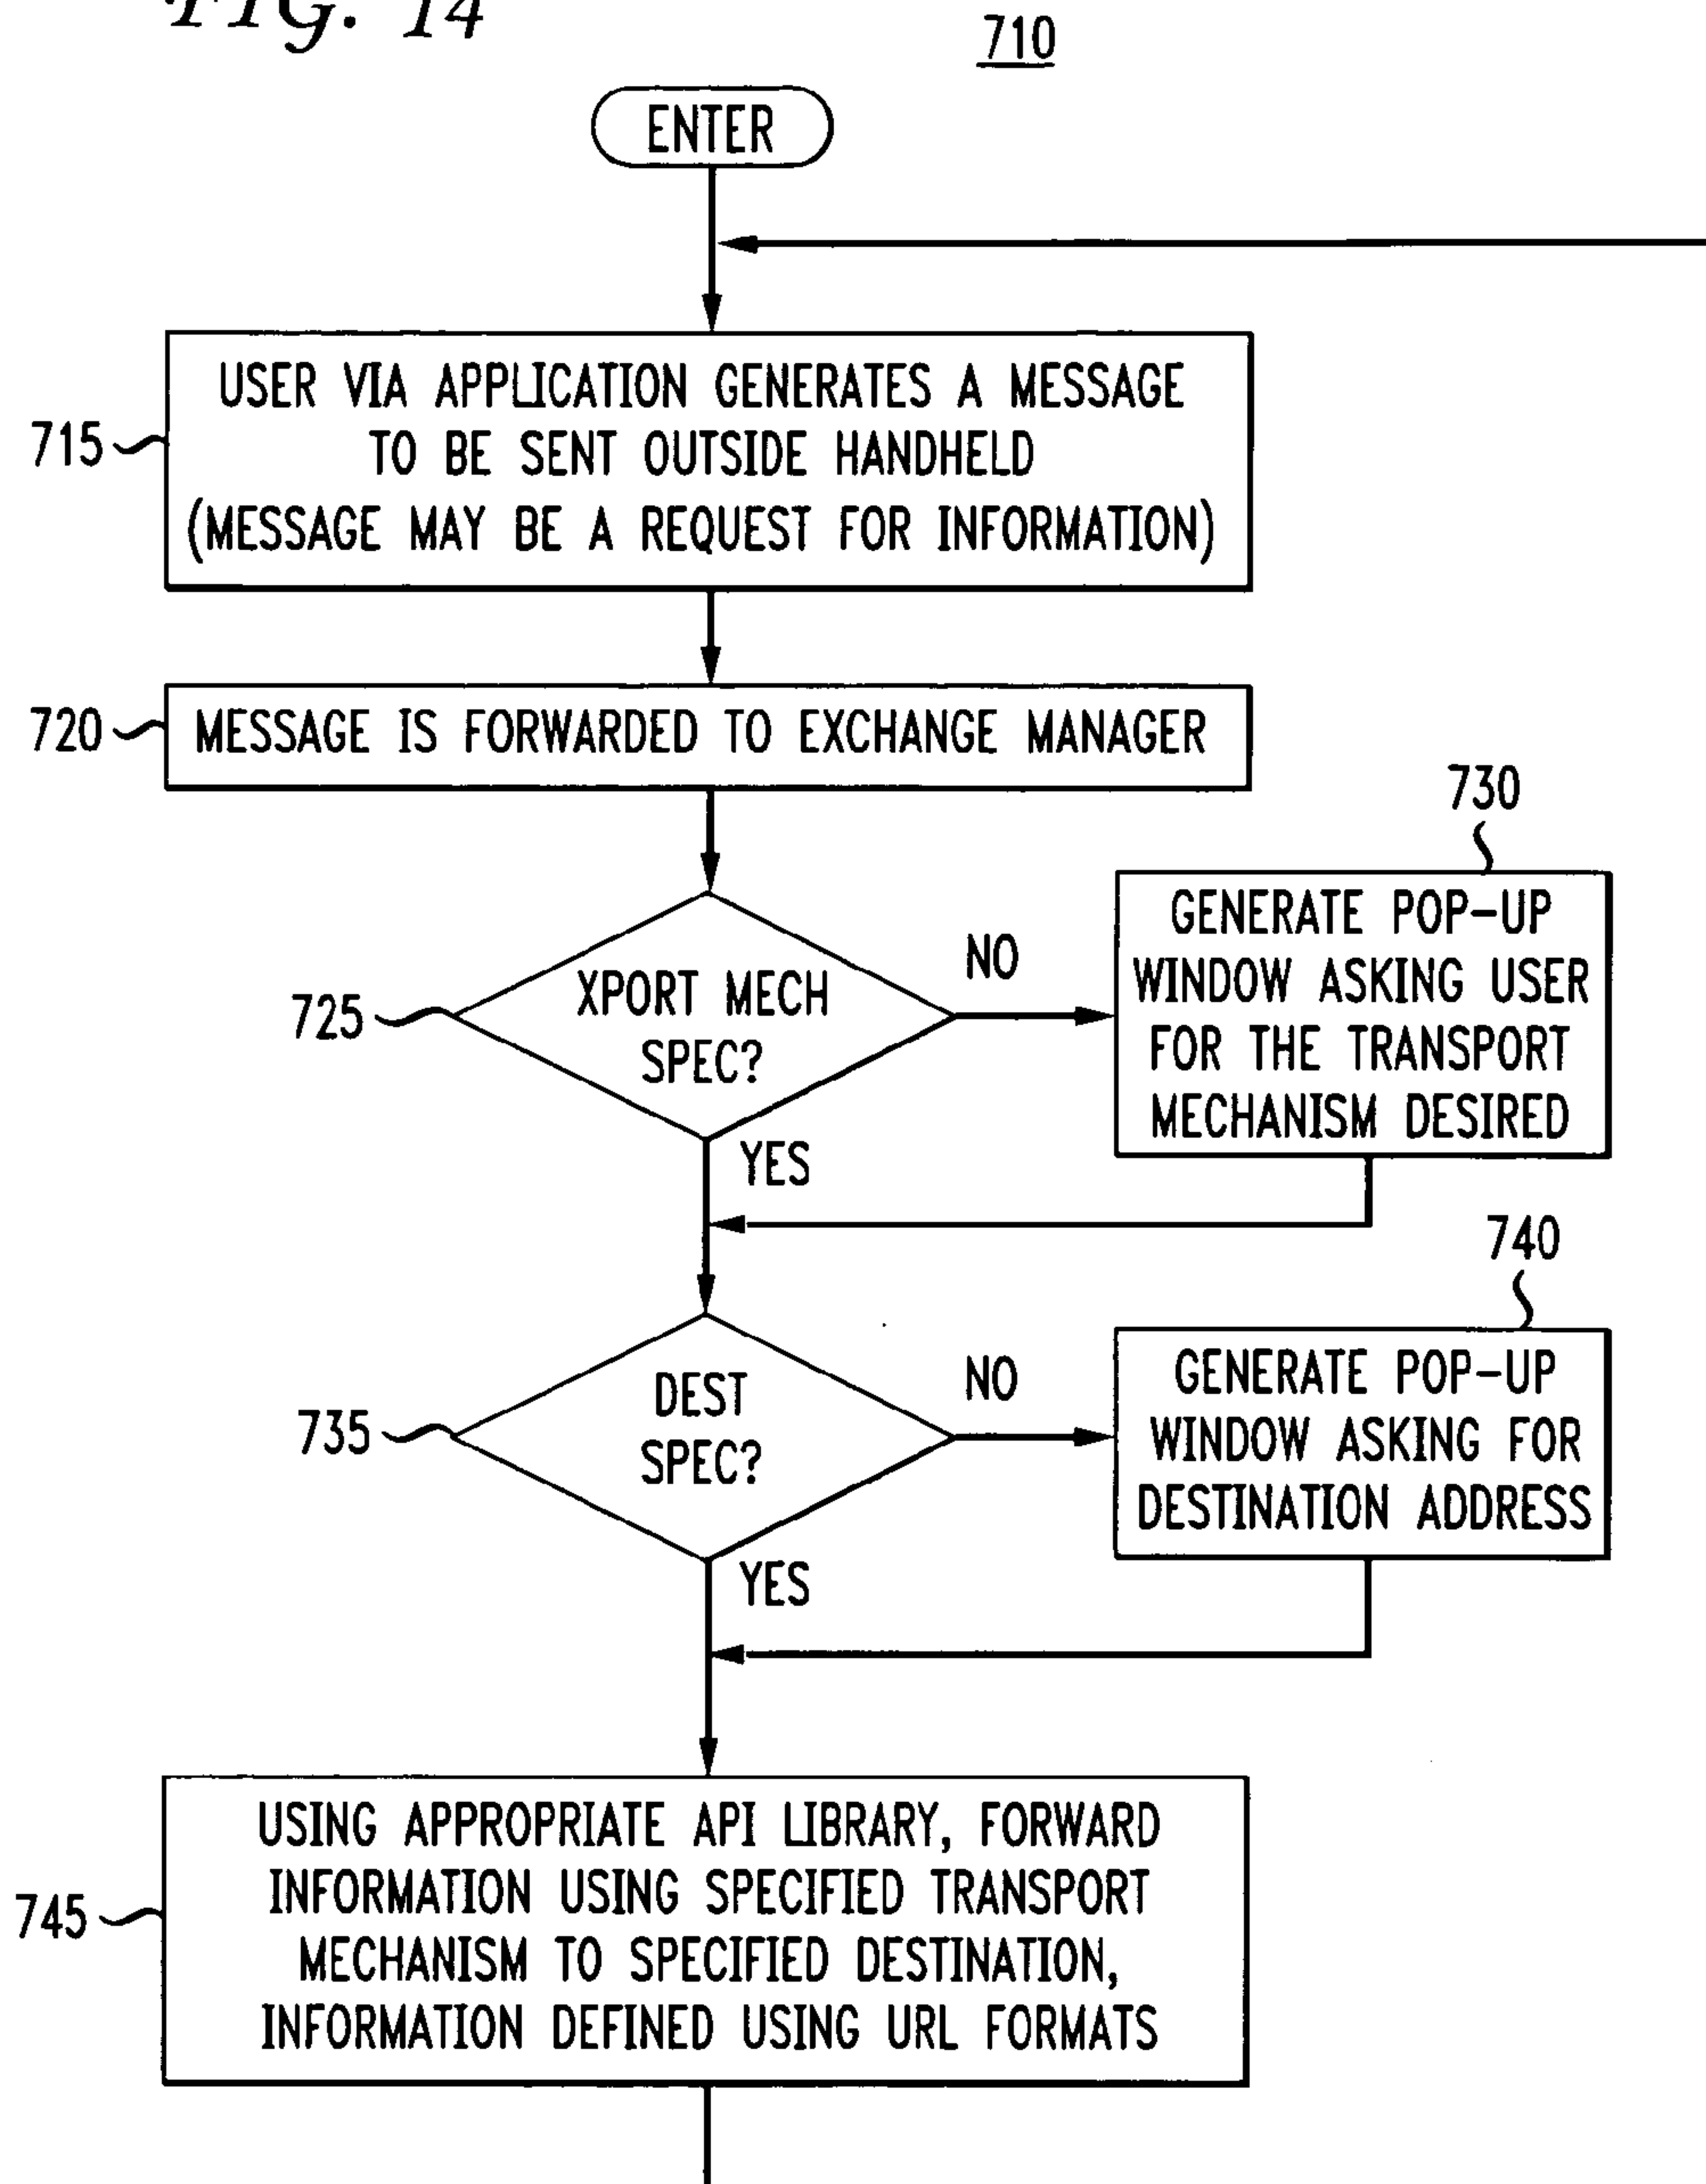 FIG. 14
710
ENTER
715
USER VIA APPLICATION GENERATES A MESSAGE
TO BE SENT OUTSIDE HANDHELD
(MESSAGE MAY BE A REQUEST FOR INFORMATION)
720
MESSAGE IS FORWARDED TO EXCHANGE MANAGER
725
XPORT MECH
SPEC?
NO
YES
730
GENERATE POP-UP
WINDOW ASKING USER
FOR THE TRANSPORT
MECHANISM DESIRED
735
DEST
SPEC?
NO
YES
740
GENERATE POP-UP
WINDOW ASKING FOR
DESTINATION ADDRESS
745
USING APPROPRIATE API LIBRARY, FORWARD
INFORMATION USING SPECIFIED TRANSPORT
MECHANISM TO SPECIFIED DESTINATION,
INFORMATION DEFINED USING URL FORMATS